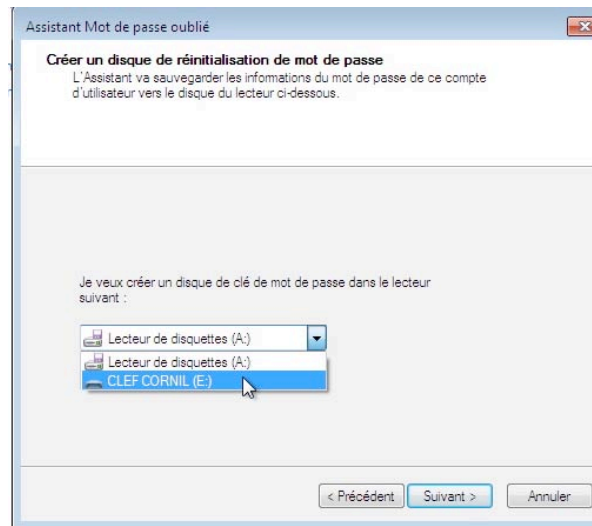 Assistant Mot de passe oublié
Créer un disque de réinitialisation de mot de passe
L'Assistant va sauvegarder les informations du mot de passe de ce compte
d'utilisateur vers le disque du lecteur ci-dessous.
Je veux créer un disque de clé de mot de passe dans le lecteur
suivant :
Lecteur de disquettes (A:)
Lecteur de disquettes (A:)
CLEF CORNIL (E:)
< Précédent Suivant > Annuler